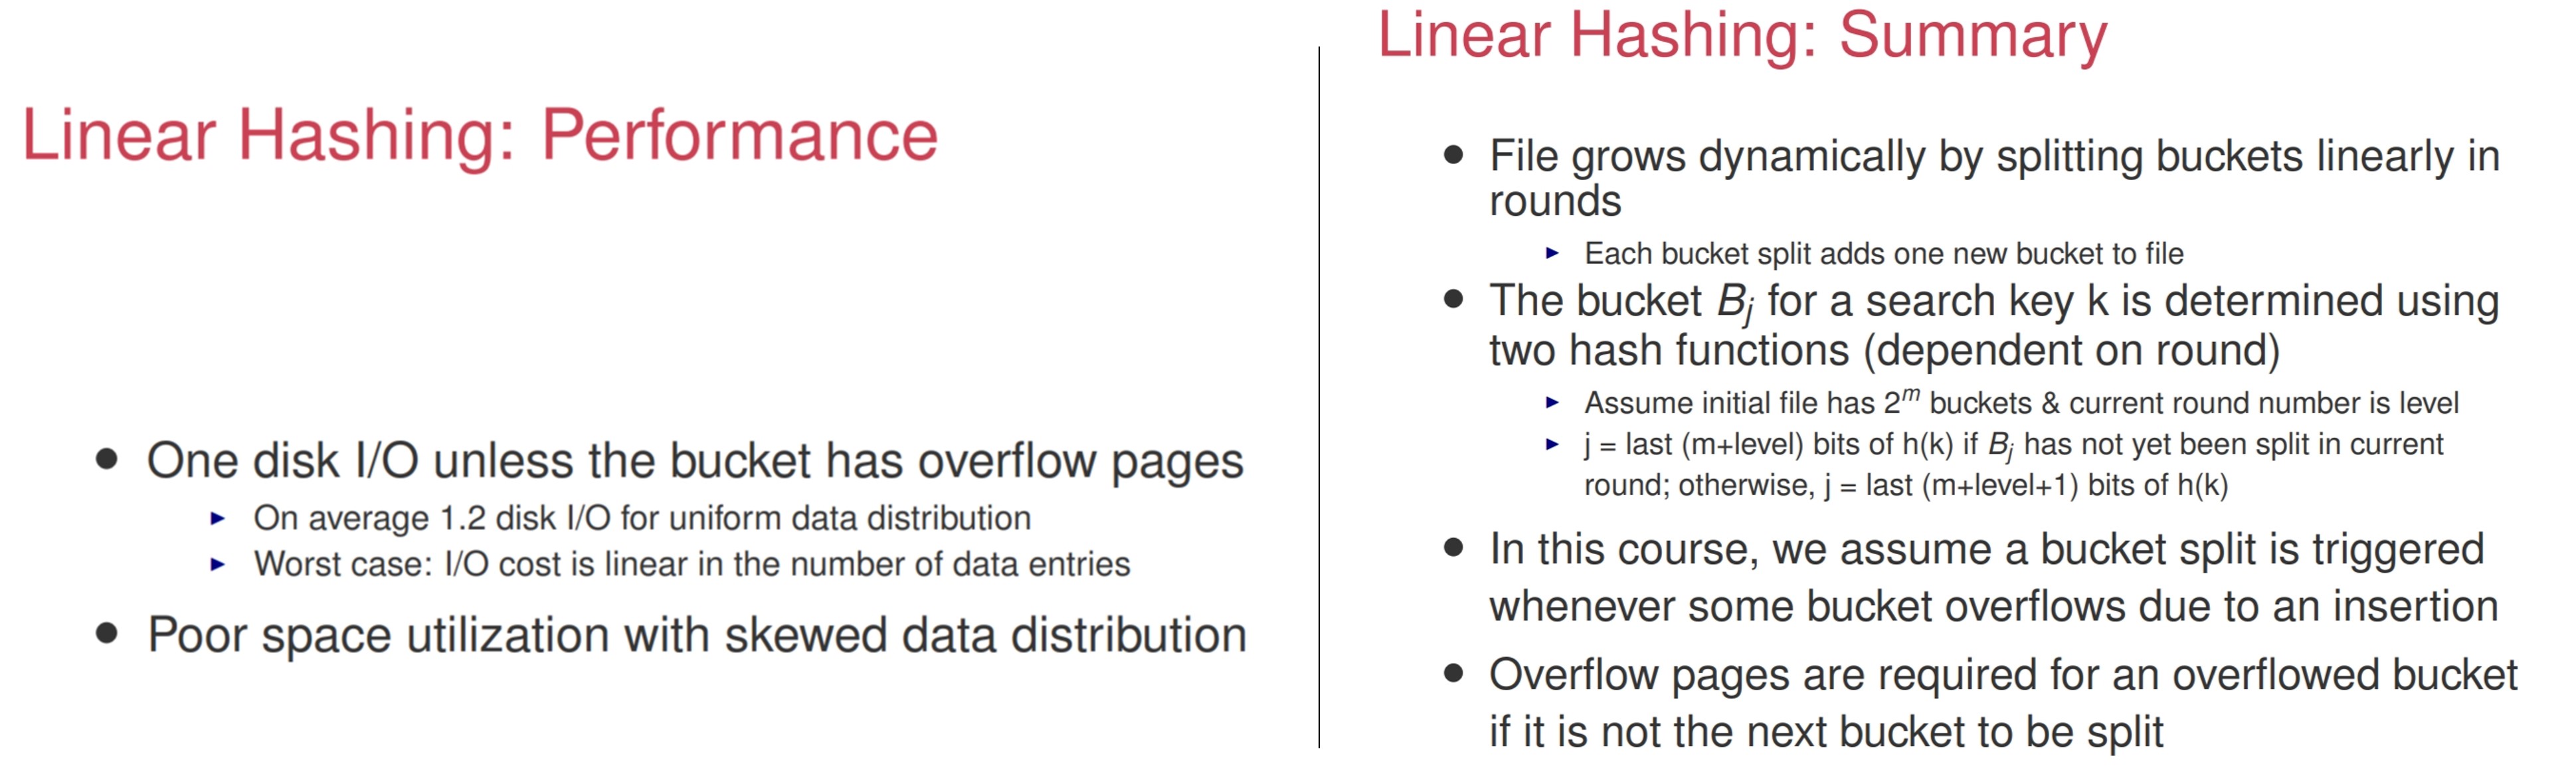 Linear Hashing: Performance
● One disk I/O unless the bucket has overflow pages
► On average 1.2 disk I/O for uniform data distribution
► Worst case: I/O cost is linear in the number of data entries
● Poor space utilization with skewed data distribution
Linear Hashing: Summary
● File grows dynamically by splitting buckets linearly in
rounds
► Each bucket split adds one new bucket to file
● The bucket Bⱼ for a search key k is determined using
two hash functions (dependent on round)
► Assume initial file has 2ᵐ buckets & current round number is level
► j = last (m+level) bits of h(k) if Bⱼ has not yet been split in current
round; otherwise, j = last (m+level+1) bits of h(k)
● In this course, we assume a bucket split is triggered
whenever some bucket overflows due to an insertion
● Overflow pages are required for an overflowed bucket
if it is not the next bucket to be split